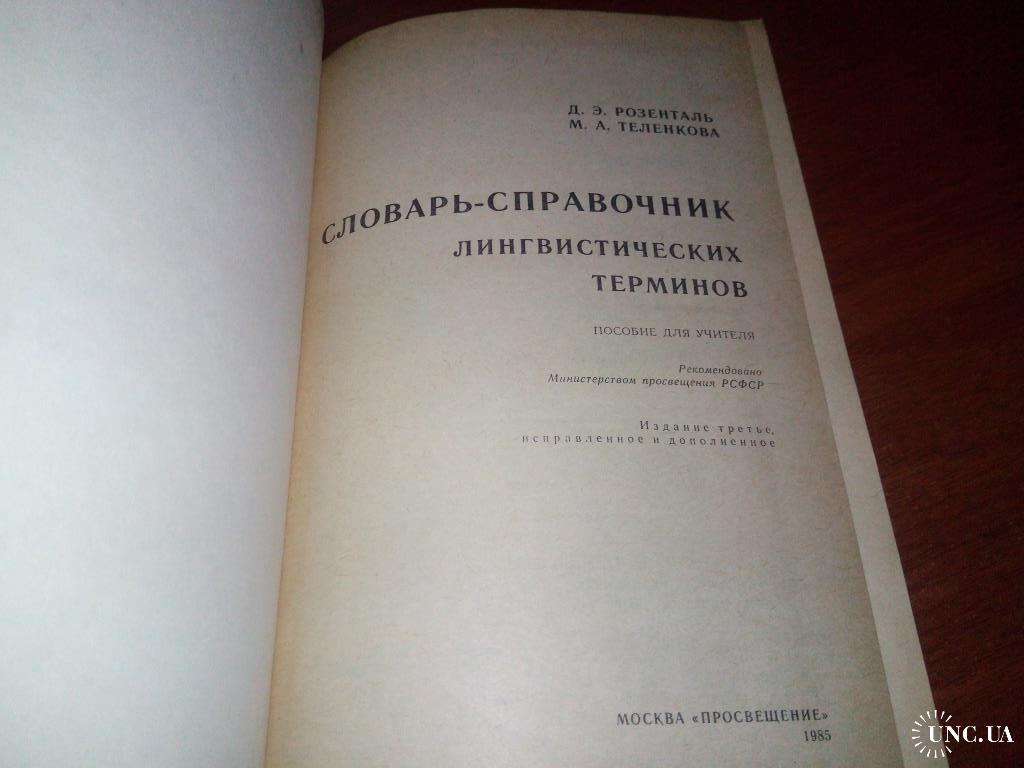 Д. Э. РОЗЕНТАЛЬ
М. А. ТЕЛЕНКОВА
СЛОВАРЬ-СПРАВОЧНИК
ЛИНГВИСТИЧЕСКИХ
ТЕРМИНОВ
ПОСОБИЕ ДЛЯ УЧИТЕЛЯ
Рекомендовано
Министерством просвещения РСФСР
Издание третье,
исправленное и дополненное
МОСКВА «ПРОСВЕЩЕНИЕ»
1985
UNC.UA